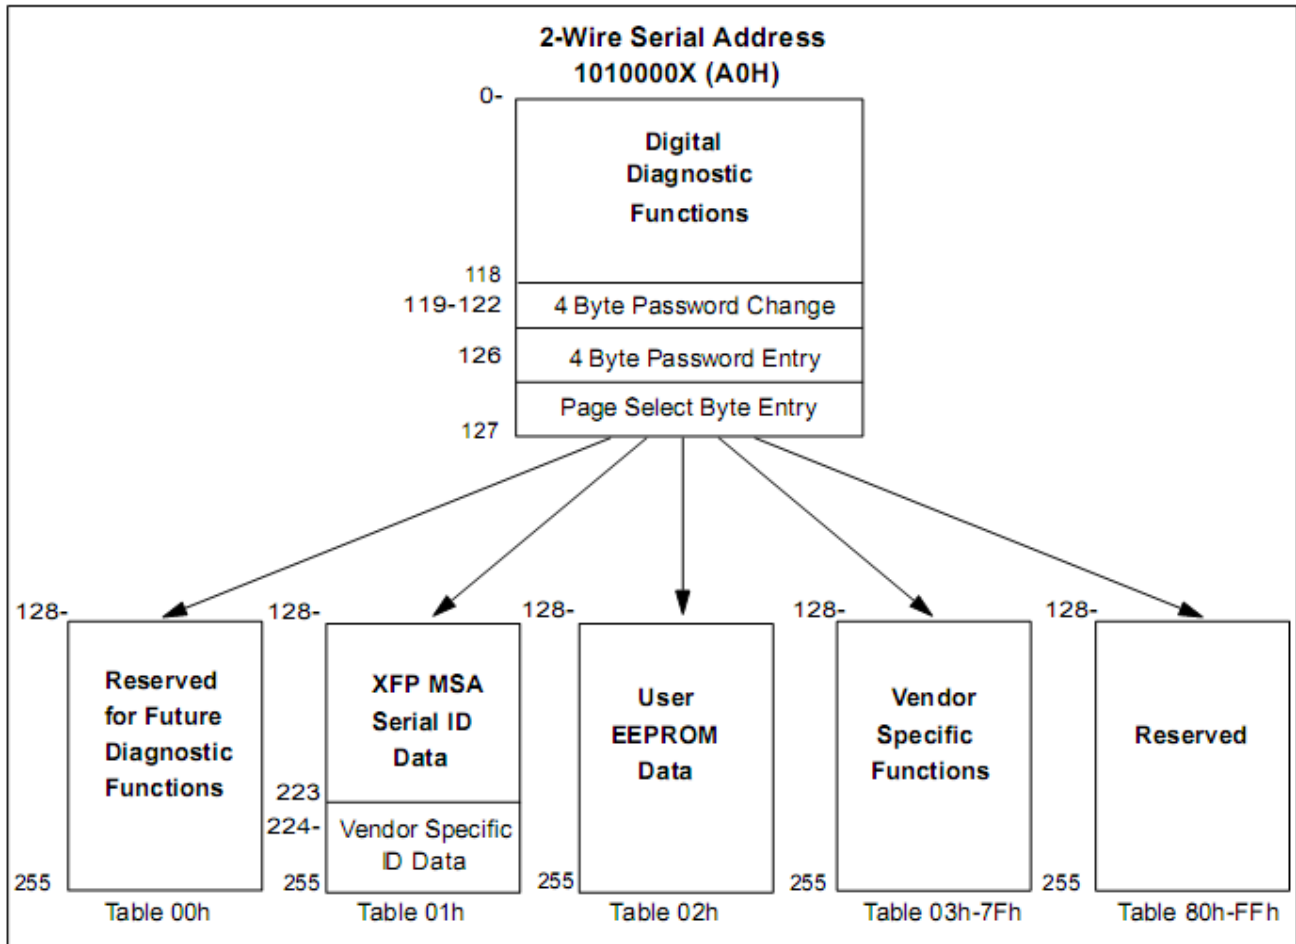 2-Wire Serial Address
1010000X (A0H)
0-
Digital
Diagnostic
Functions
118
119-122
4 Byte Password Change
126
4 Byte Password Entry
Page Select Byte Entry
127
128-
Reserved
for Future
Diagnostic
Functions
255
Table 00h
128-
XFP MSA
Serial ID
Data
223
224-
Vendor Specific
ID Data
255
Table 01h
128-
User
EEPROM
Data
255
Table 02h
128-
Vendor
Specific
Functions
255
Table 03h-7Fh
128-
Reserved
255
Table 80h-FFh